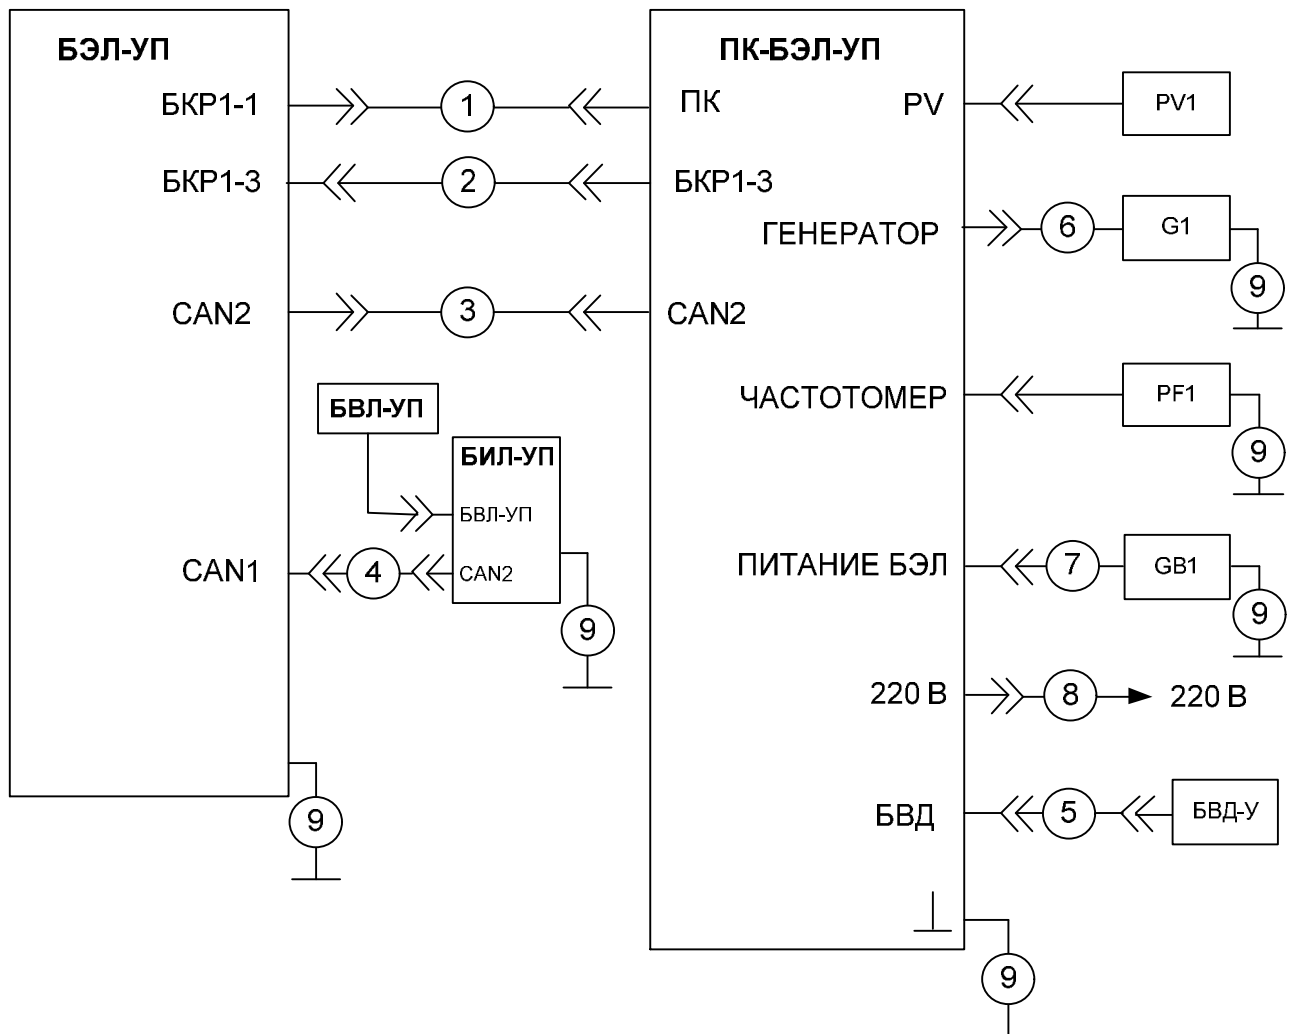 БЭЛ-УП
ПК-БЭЛ-УП
БКР1-1
1
ПК
PV
PV1
БКР1-3
2
БКР1-3
ГЕНЕРАТОР
6
G1
9
CAN2
3
CAN2
ЧАСТОТОМЕР
PF1
9
БВЛ-УП
БИЛ-УП
БВЛ-УП
CAN1
4
CAN2
9
ПИТАНИЕ БЭЛ
7
GB1
9
220 В
8
220 В
9
БВД
5
БВД-У
9